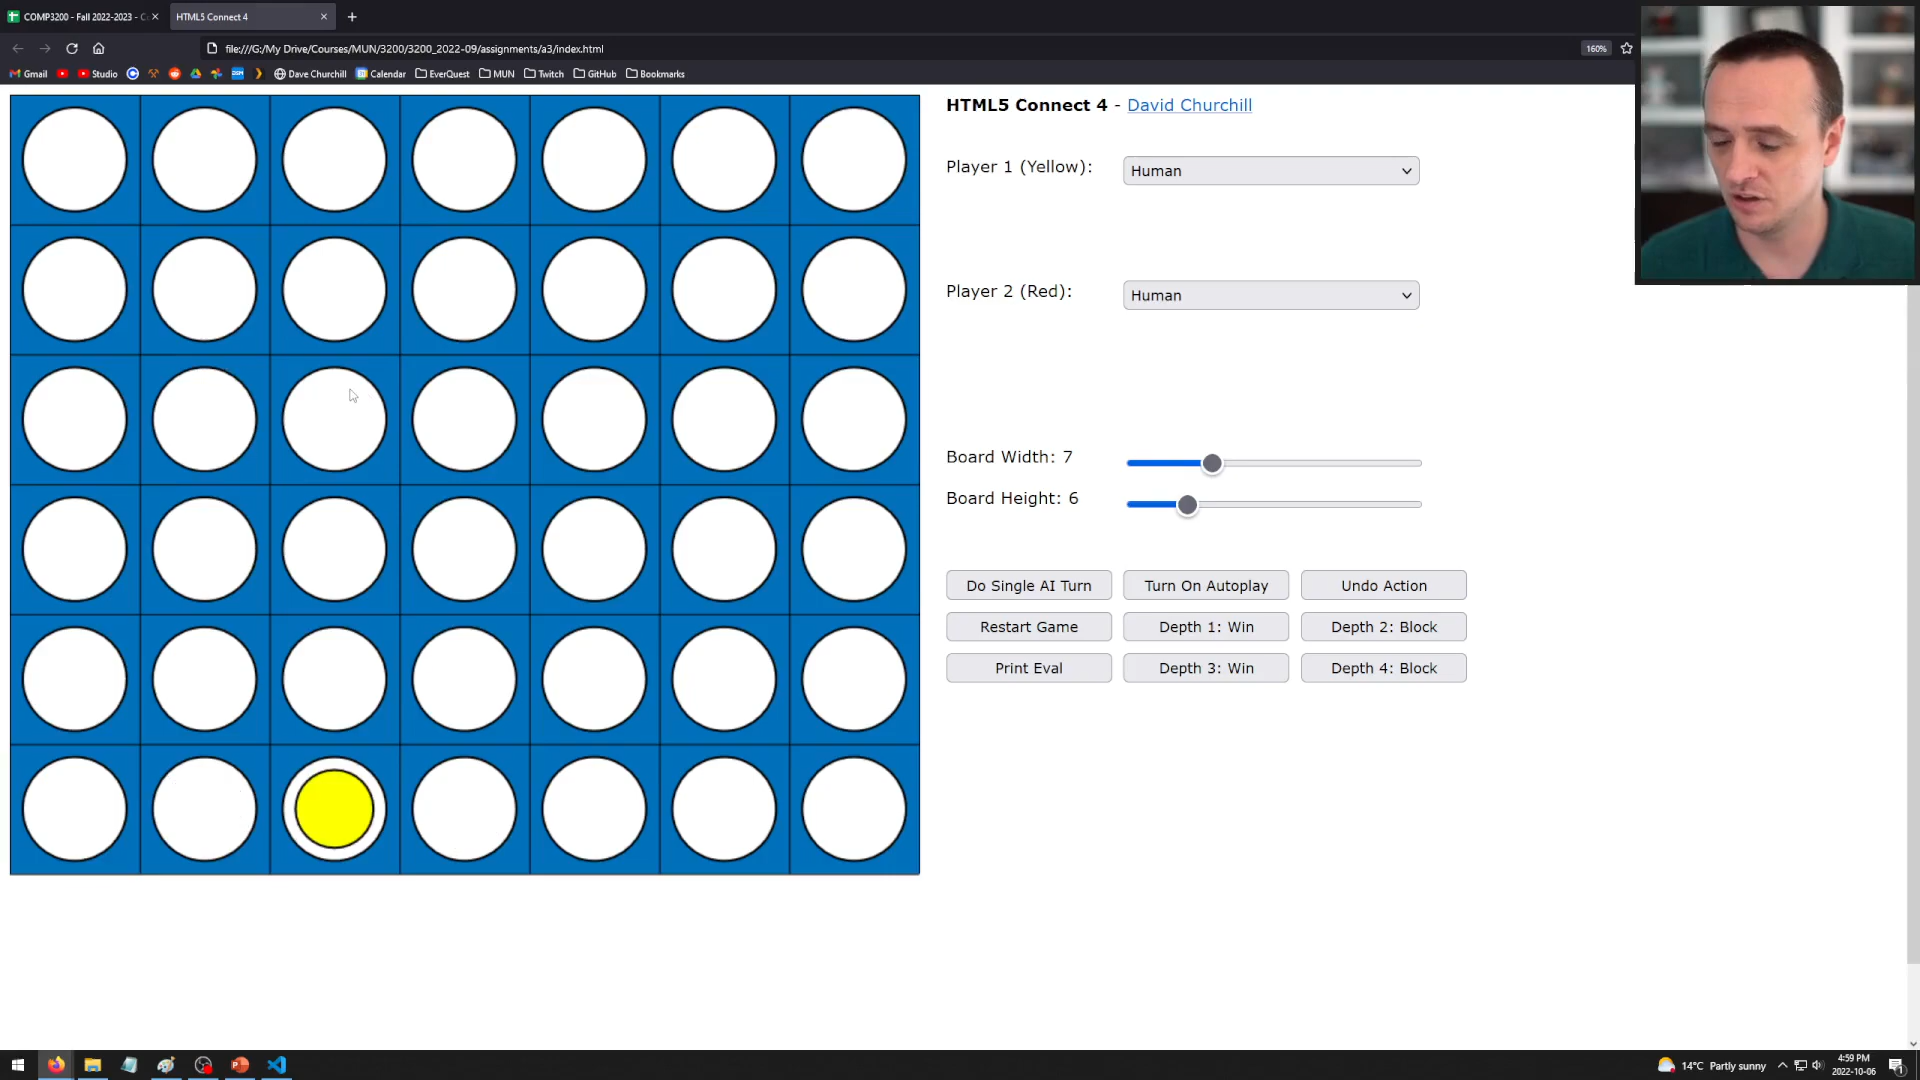 COMP3200 - Fall 2022-2023 - C
HTML5 Connect 4
file:///G:/My Drive/Courses/MUN/3200/3200_2022-09/assignments/a3/index.html
160%
Gmail
Studio
Dave Churchill
Calendar
EverQuest
MUN
Twitch
GitHub
Bookmarks
HTML5 Connect 4 - David Churchill
Player 1 (Yellow): Human
Player 2 (Red): Human
Board Width: 7
Board Height: 6
Do Single AI Turn Turn On Autoplay Undo Action
Restart Game Depth 1: Win Depth 2: Block
Print Eval Depth 3: Win Depth 4: Block
14°C Partly sunny
4:59 PM
2022-10-06